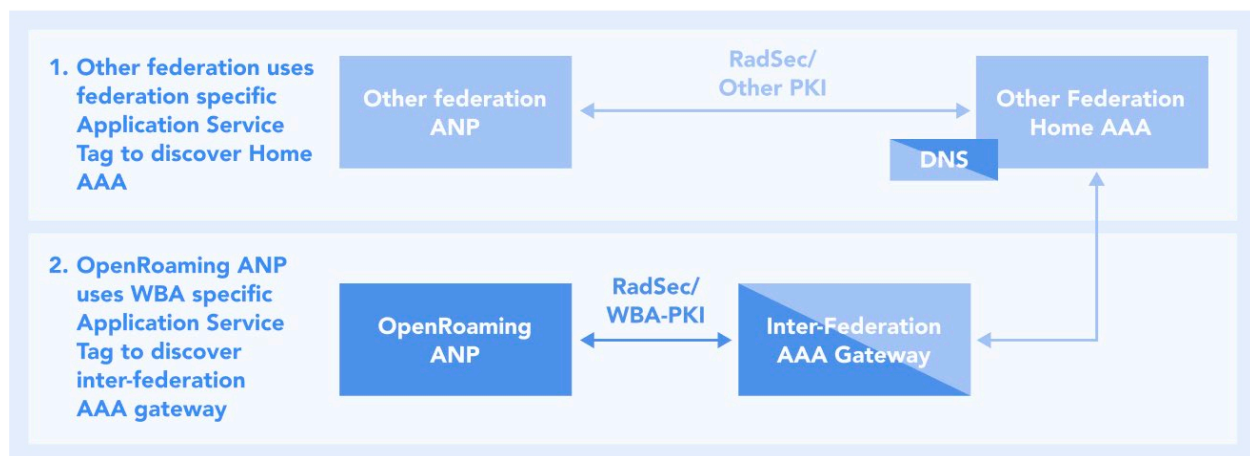 1. Other federation uses
federation specific
Application Service
Tag to discover Home
AAA
Other federation
ANP
RadSec/
Other PKI
Other Federation
Home AAA
DNS
2. OpenRoaming ANP
uses WBA specific
Application Service
Tag to discover
inter-federation
AAA gateway
OpenRoaming
ANP
RadSec/
WBA-PKI
Inter-Federation
AAA Gateway